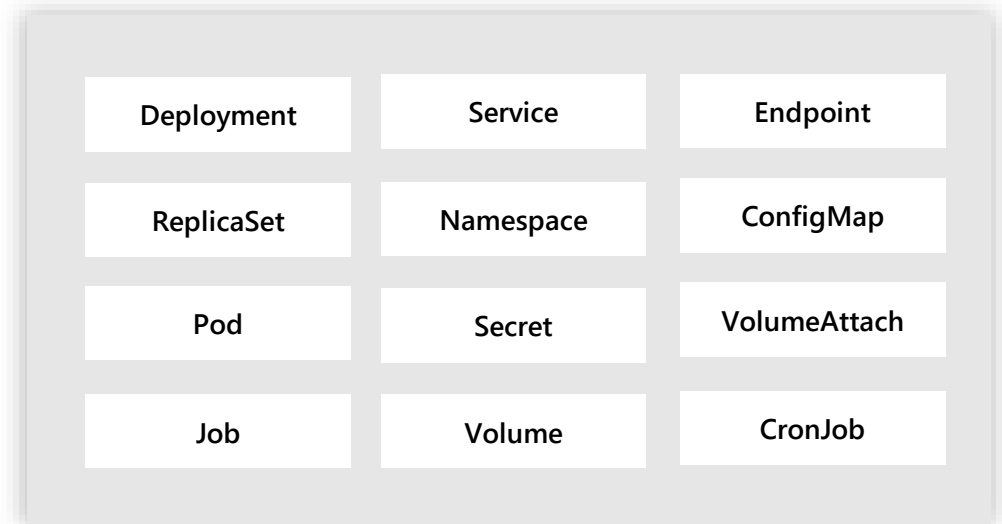 Deployment
Service
Endpoint
ReplicaSet
Namespace
ConfigMap
Pod
Secret
VolumeAttach
Job
Volume
CronJob